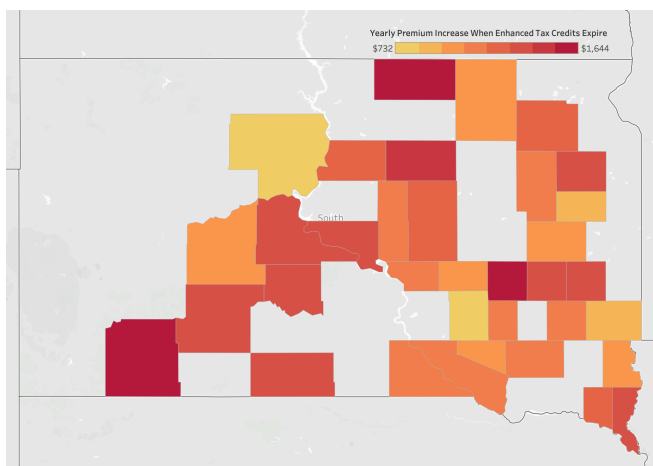 Yearly Premium Increase When Enhanced Tax Credits Expire
$732 $1,644
South